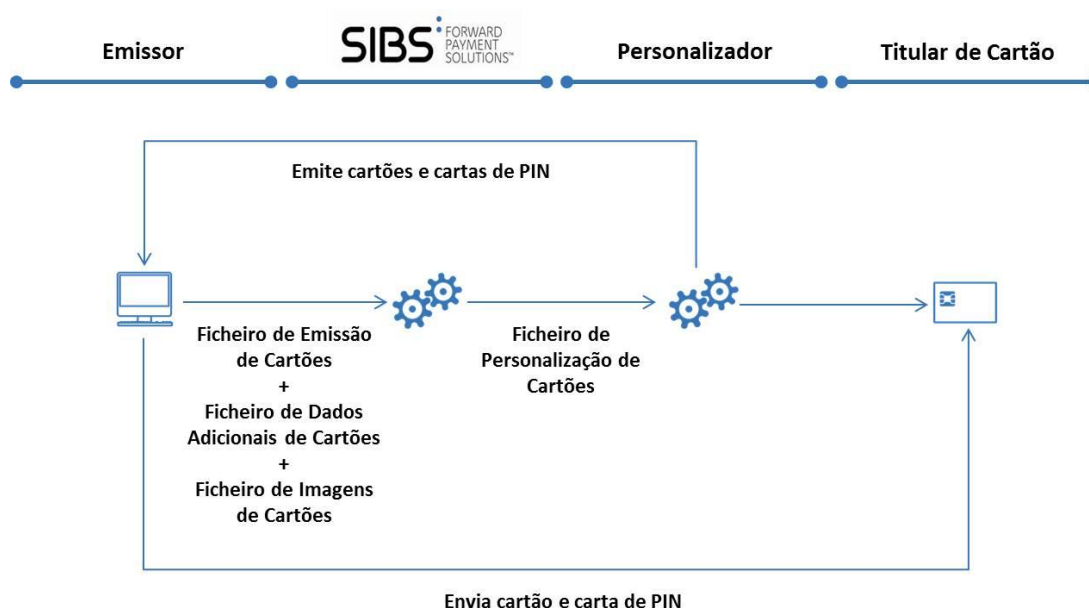 Emissor
SIBS FORWARD
PAYMENT
SOLUTIONS™
Personalizador
Titular de Cartão
Emite cartões e cartas de PIN
Ficheiro de Emissão
de Cartões
+
Ficheiro de Dados
Adicionais de Cartões
+
Ficheiro de Imagens
de Cartões
Ficheiro de
Personalização de
Cartões
Envia cartão e carta de PIN